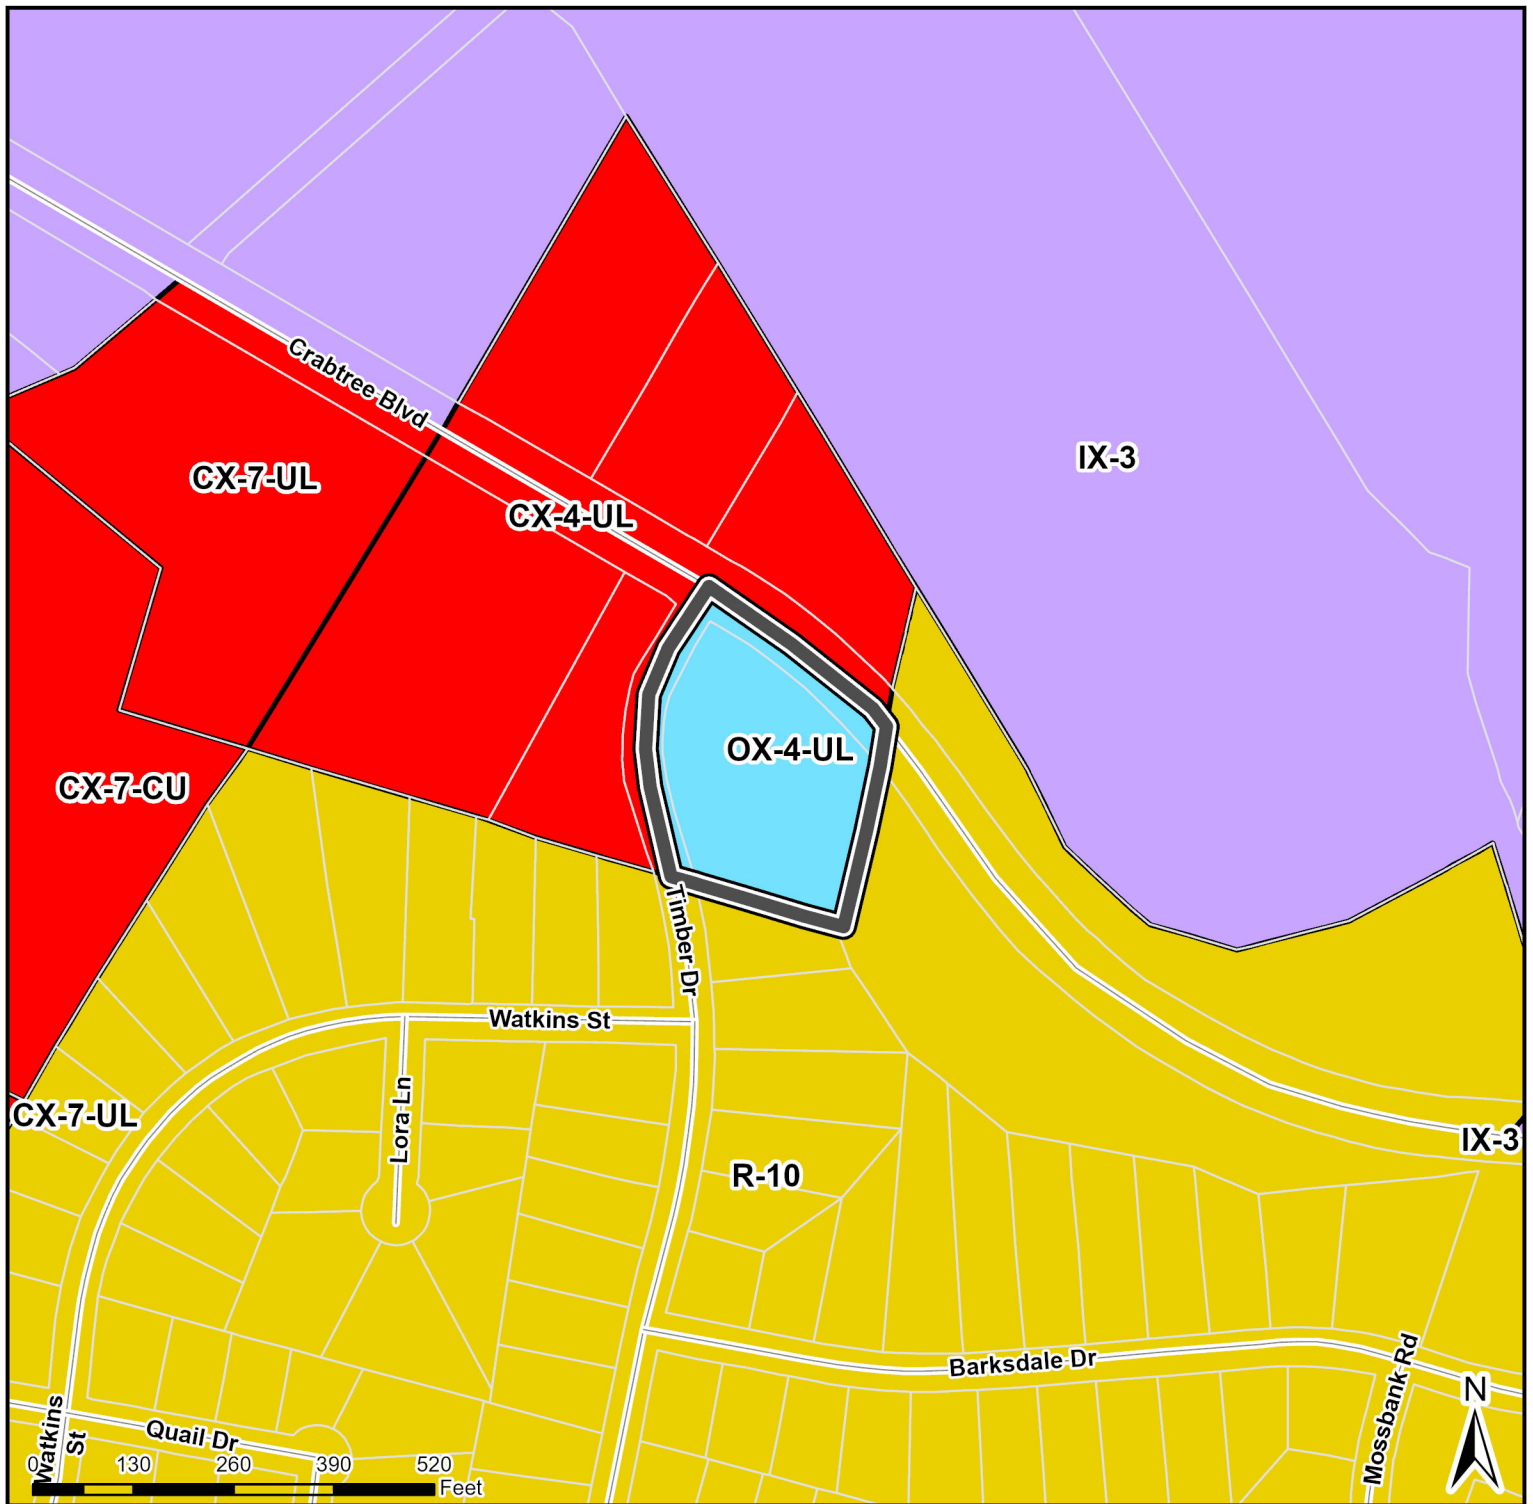 Crabtree Blvd
CX-7-UL
IX-3
CX-4-UL
OX-4-UL
CX-7-CU
Timber Dr
Watkins St
Lora Ln
CX-7-UL
IX-3
R-10
Barksdale Dr
Mossbank Rd
N
Watkins
St
Quail Dr
0 130 260 390 520
Feet